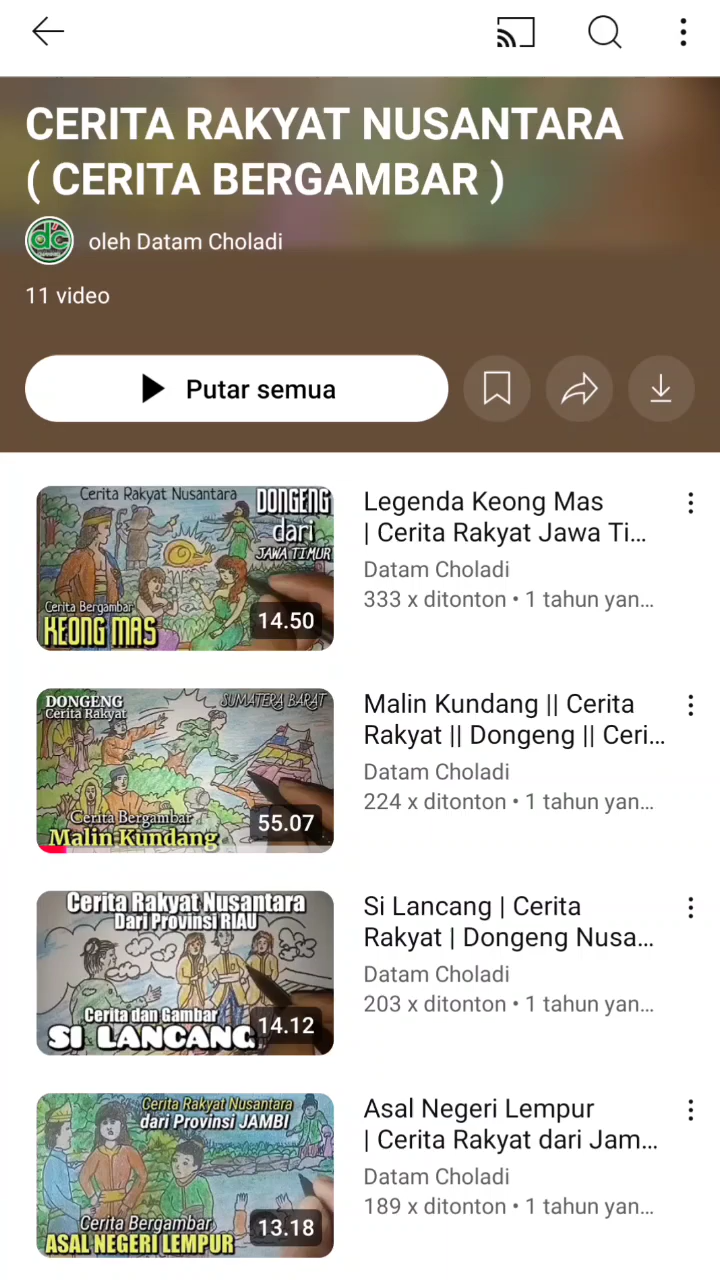 CERITA RAKYAT NUSANTARA
( CERITA BERGAMBAR )
dc
oleh Datam Choladi
11 video
Putar semua
Cerita Rakyat Nusantara
DONGENG
dari
JAWA TIMUR
Cerita Bergambar
KEONG MAS
14.50
Legenda Keong Mas
| Cerita Rakyat Jawa Ti...
Datam Choladi
333 x ditonton • 1 tahun yan...
DONGENG
Cerita Rakyat
SUMATERA BARAT
Cerita Bergambar
Malin Kundang
55.07
Malin Kundang || Cerita
Rakyat || Dongeng || Ceri...
Datam Choladi
224 x ditonton • 1 tahun yan...
Cerita Rakyat Nusantara
Dari Provinsi RIAU
Cerita dan Gambar
SI LANCANG
14.12
Si Lancang | Cerita
Rakyat | Dongeng Nusa...
Datam Choladi
203 x ditonton • 1 tahun yan...
Cerita Rakyat Nusantara
dari Provinsi JAMBI
Cerita Bergambar
ASAL NEGERI LEMPUR
13.18
Asal Negeri Lempur
| Cerita Rakyat dari Jam...
Datam Choladi
189 x ditonton • 1 tahun yan...